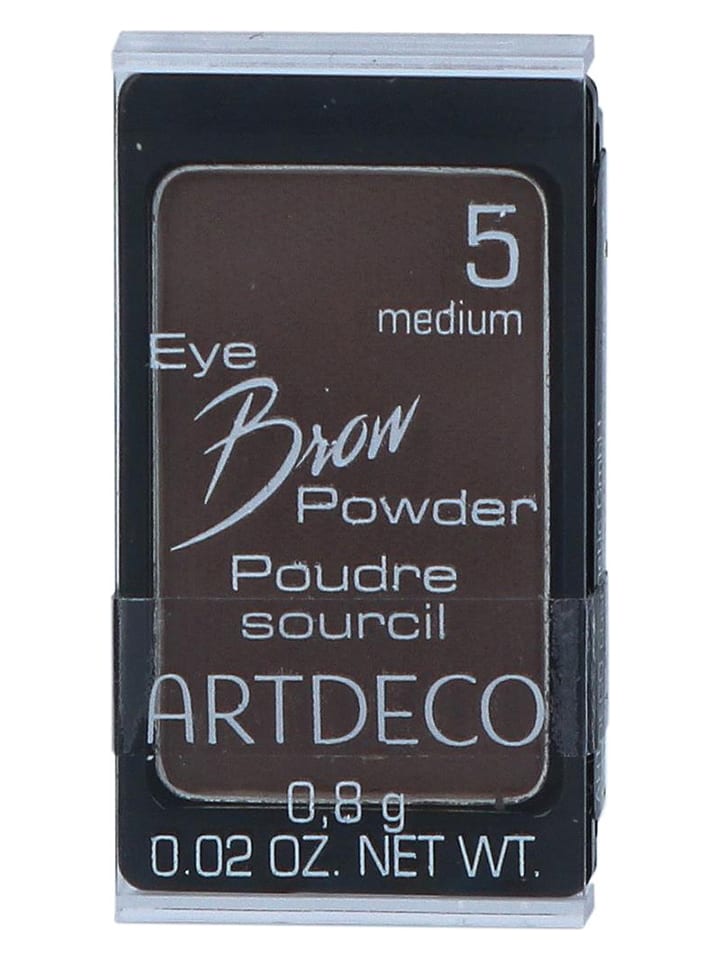 5
medium
Eye
Brow
Powder
Poudre
sourcil
ARTDECO
0,8 g
0.02 OZ. NET WT.